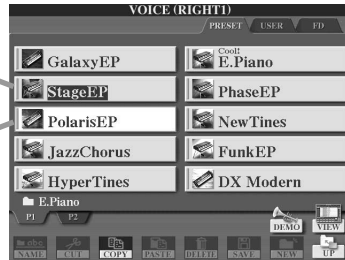 VOICE (RIGHT1)
PRESET USER FD
GalaxyEP
Cool!
E.Piano
StageEP
PhaseEP
PolarisEP
NewTines
JazzChorus
FunkEP
HyperTines
DX Modern
E.Piano
P1 P2
DEMO VIEW
NAME CUT COPY PASTE DELETE SAVE NEW UP